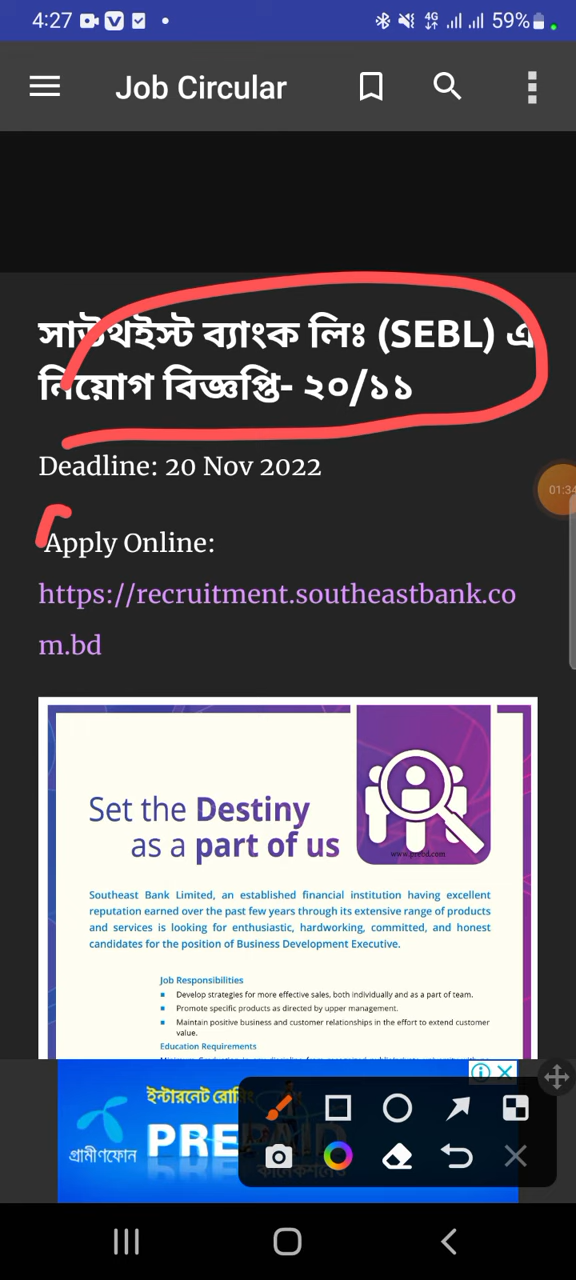 4:27
4G
59%
Job Circular
সাউথইস্ট ব্যাংক লিঃ (SEBL) এ
নিয়োগ বিজ্ঞপ্তি- ২০/১১
Deadline: 20 Nov 2022
01:34
Apply Online:
https://recruitment.southeastbank.co
m.bd
Set the Destiny
as a part of us
www.prebd.com
Southeast Bank Limited, an established financial institution having excellent
reputation earned over the past few years through its extensive range of products
and services is looking for enthusiastic, hardworking, committed, and honest
candidates for the position of Business Development Executive.
Job Responsibilities
Develop strategies for more effective sales, both individually and as a part of team.
Promote specific products as directed by upper management.
Maintain positive business and customer relationships in the effort to extend customer
value.
Education Requirements
ইন্টারনেট
গ্রামীণফোন
PREPAID